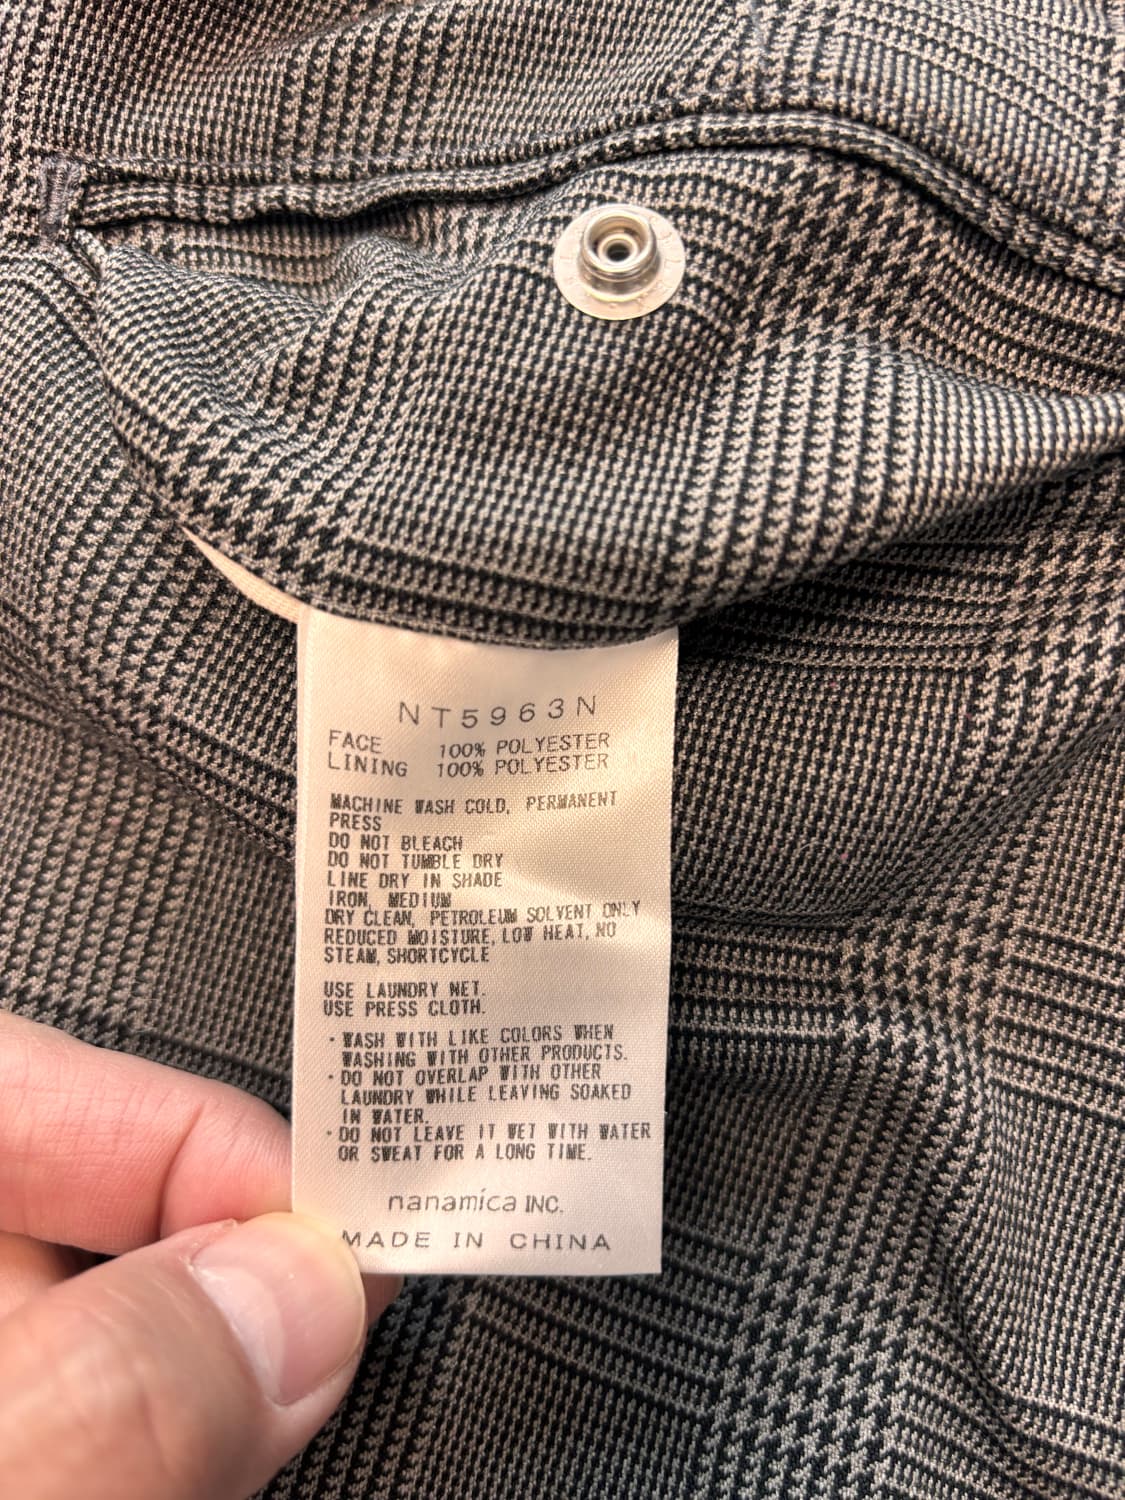 NT5963N
FACE 100% POLYESTER
LINING 100% POLYESTER
MACHINE WASH COLD, PERMANENT
PRESS
DO NOT BLEACH
DO NOT TUMBLE DRY
LINE DRY IN SHADE
IRON, MEDIUM
DRY CLEAN, PETROLEUM SOLVENT ONLY
REDUCED MOISTURE, LOW HEAT, NO
STEAM, SHORTCYCLE
USE LAUNDRY NET.
USE PRESS CLOTH.
・WASH WITH LIKE COLORS WHEN
WASHING WITH OTHER PRODUCTS.
・DO NOT OVERLAP WITH OTHER
LAUNDRY WHILE LEAVING SOAKED
IN WATER.
・DO NOT LEAVE IT WET WITH WATER
OR SWEAT FOR A LONG TIME.
nanamica INC.
MADE IN CHINA